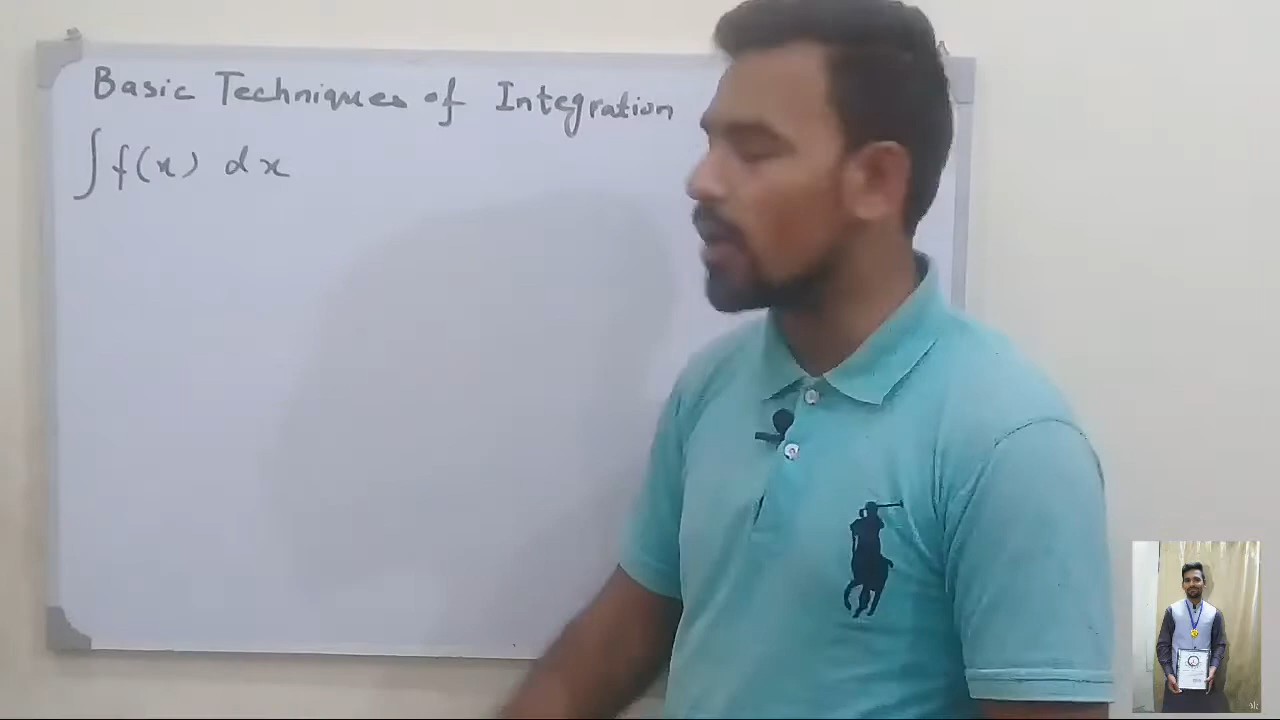 Basic Techniques of Integration
∫f(x) dx